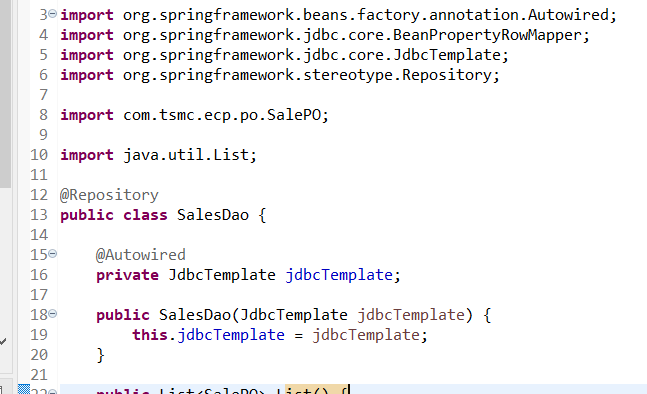 3 import org.springframework.beans.factory.annotation.Autowired;
4 import org.springframework.jdbc.core.BeanPropertyRowMapper;
5 import org.springframework.jdbc.core.JdbcTemplate;
6 import org.springframework.stereotype.Repository;
7
8 import com.tsmc.ecp.po.SalePO;
9
10 import java.util.List;
11
12 @Repository
13 public class SalesDao {
14
15 @Autowired
16 private JdbcTemplate jdbcTemplate;
17
18 public SalesDao(JdbcTemplate jdbcTemplate) {
19 this.jdbcTemplate = jdbcTemplate;
20 }
21
22 public List<SalePO> List() {